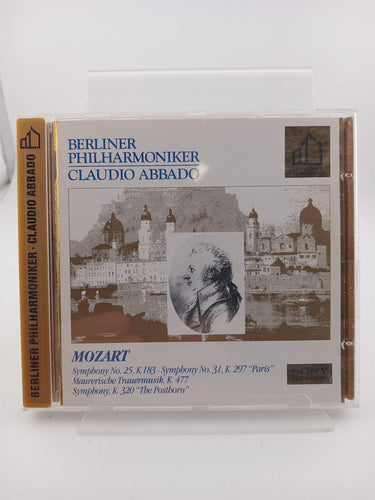 BERLINER
PHILHARMONIKER
CLAUDIO ABBADO
MOZART
Symphony No. 25, K.183 · Symphony No. 31, K. 297 "Paris"
Maurerische Trauermusik, K 477
Symphony, K 320 "The Posthorn"
SONY
BERLINER PHILHARMONIKER · CLAUDIO ABBADO